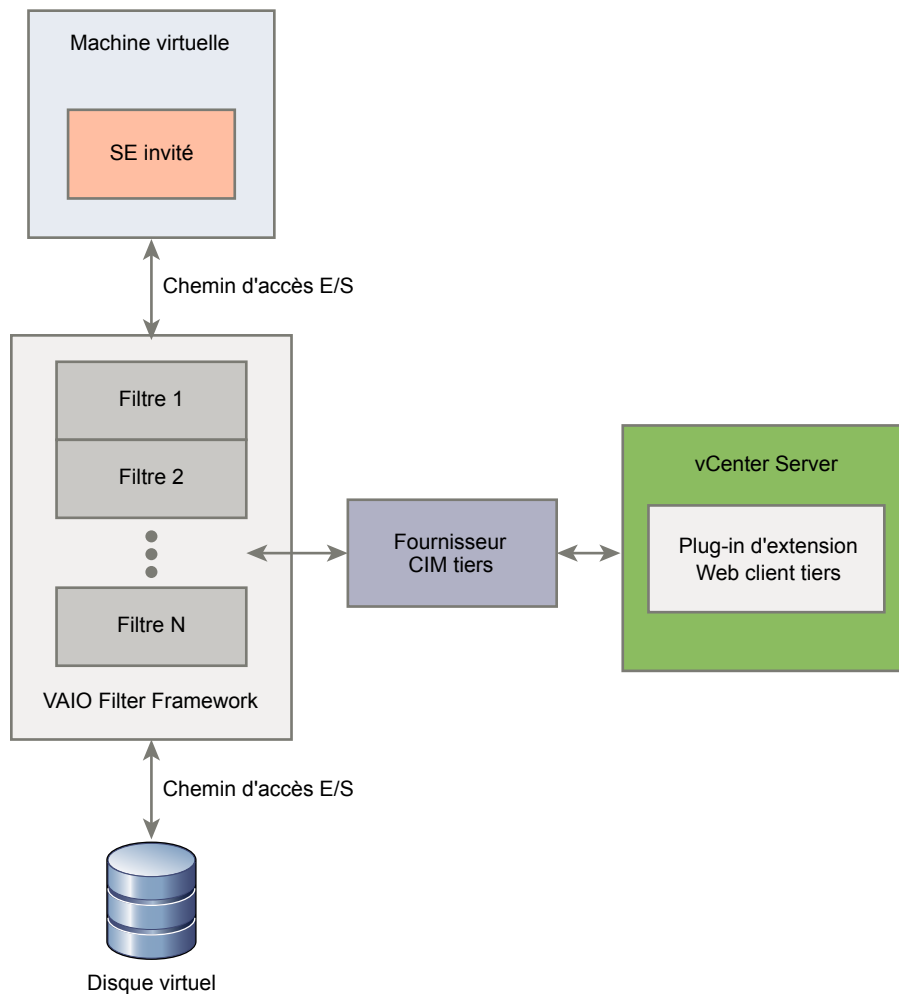 Machine virtuelle
SE invité
Chemin d'accès E/S
Filtre 1
Filtre 2
Filtre N
VAIO Filter Framework
Fournisseur
CIM tiers
vCenter Server
Plug-in d'extension
Web client tiers
Chemin d'accès E/S
Disque virtuel